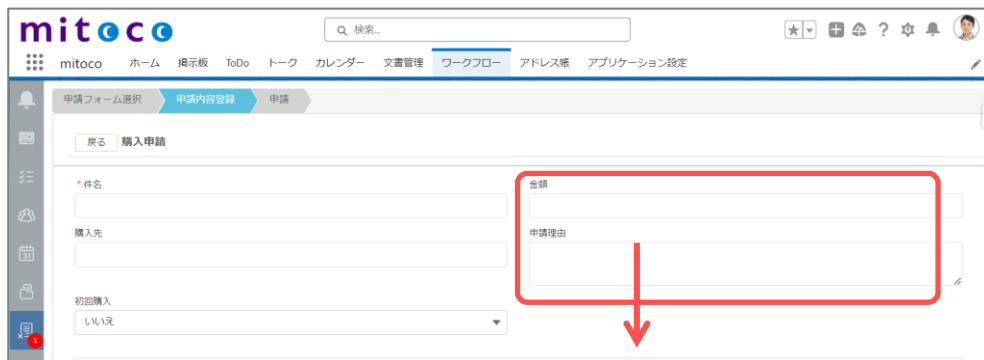 mitoco
検索...
mitoco ホーム 掲示板 ToDo トーク カレンダー 文書管理 ワークフロー アドレス帳 アプリケーション設定
申請フォーム選択 申請内容登録 申請
戻る 購入申請
*件名
金額
購入先
申請理由
初回購入
いいえ
31
1